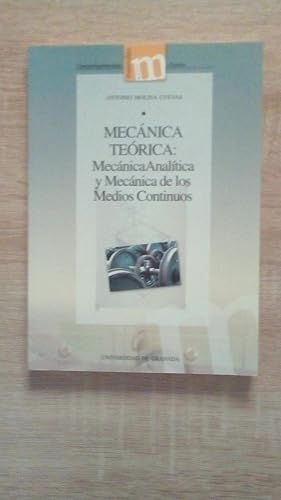 m
ANTONIO MOLINA CUEVAS
MECÁNICA
TEÓRICA:
Mecánica Analítica
y Mecánica de los
Medios Continuos
UNIVERSIDAD DE GRANADA